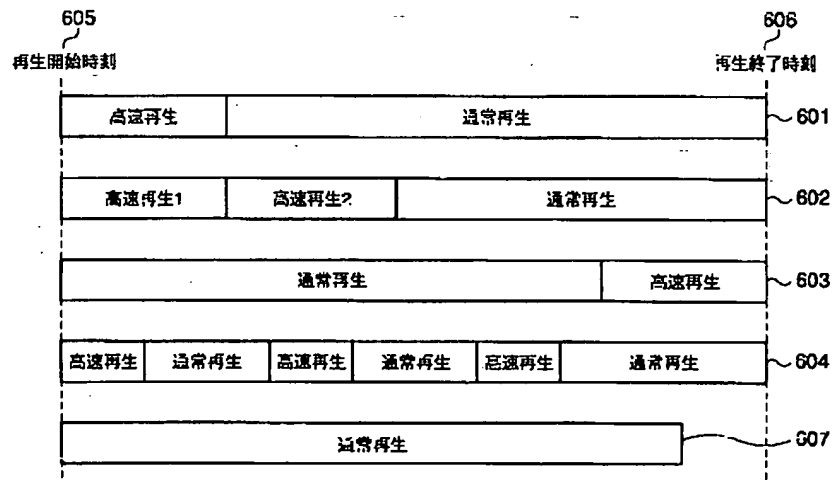 605
606
再生開始時刻
再生終了時刻
高速再生 通常再生 601
高速再生1 高速再生2 通常再生 602
通常再生 高速再生 603
高速再生 通常再生 高速再生 通常再生 高速再生 通常再生 604
通常再生 607